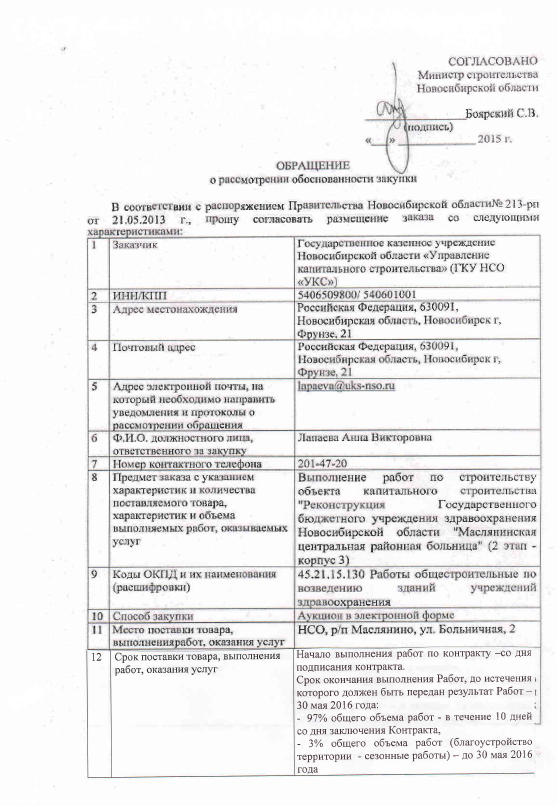 СОГЛАСОВАНО
Министр строительства
Новосибирской области
Боярский С.В.
(подпись)
«___» ______________ 2015 г.
ОБРАЩЕНИЕ
о рассмотрении обоснованности закупки
В соответствии с распоряжением Правительства Новосибирской области№ 213-рп
от 21.05.2013 г., прошу согласовать размещение заказа со следующими
характеристиками:
1 Заказчик Государственное казенное учреждение
Новосибирской области «Управление
капитального строительства» (ГКУ НСО
«УКС»)
2 ИНН/КПП 5406509800/ 540601001
3 Адрес местонахождения Российская Федерация, 630091,
Новосибирская область, Новосибирск г,
Фрунзе, 21
4 Почтовый адрес Российская Федерация, 630091,
Новосибирская область, Новосибирск г,
Фрунзе, 21
5 Адрес электронной почты, на lapaeva@uks-nso.ru
который необходимо направить
уведомления и протоколы о
рассмотрении обращения
6 Ф.И.О. должностного лица, Лапаева Анна Викторовна
ответственного за закупку
7 Номер контактного телефона 201-47-20
8 Предмет заказа с указанием Выполнение работ по строительству
характеристик и количества объекта капитального строительства
поставляемого товара, "Реконструкция Государственного
характеристик и объема бюджетного учреждения здравоохранения
выполняемых работ, оказываемых Новосибирской области "Маслянинская
услуг центральная районная больница" (2 этап -
корпус 3)
9 Коды ОКПД и их наименования 45.21.15.130 Работы общестроительные по
(расшифровки) возведению зданий учреждений
здравоохранения
10 Способ закупки Аукцион в электронной форме
11 Место поставки товара, НСО, р/п Маслянино, ул. Больничная, 2
выполненияработ, оказания услуг
12 Срок поставки товара, выполнения Начало выполнения работ по контракту –со дня
работ, оказания услуг подписания контракта.
Срок окончания выполнения Работ, до истечения
которого должен быть передан результат Работ –
30 мая 2016 года:
- 97% общего объема работ - в течение 10 дней
со дня заключения Контракта,
- 3% общего объема работ (благоустройство
территории - сезонные работы) – до 30 мая 2016
года